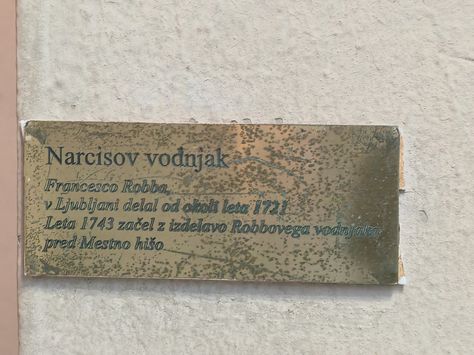 Narcisov vodnjak
Francesco Robba,
v Ljubljani delal od okoli leta 1721
Leta 1743 začel z izdelavo Robbovega vodnjaka
pred Mestno hišo